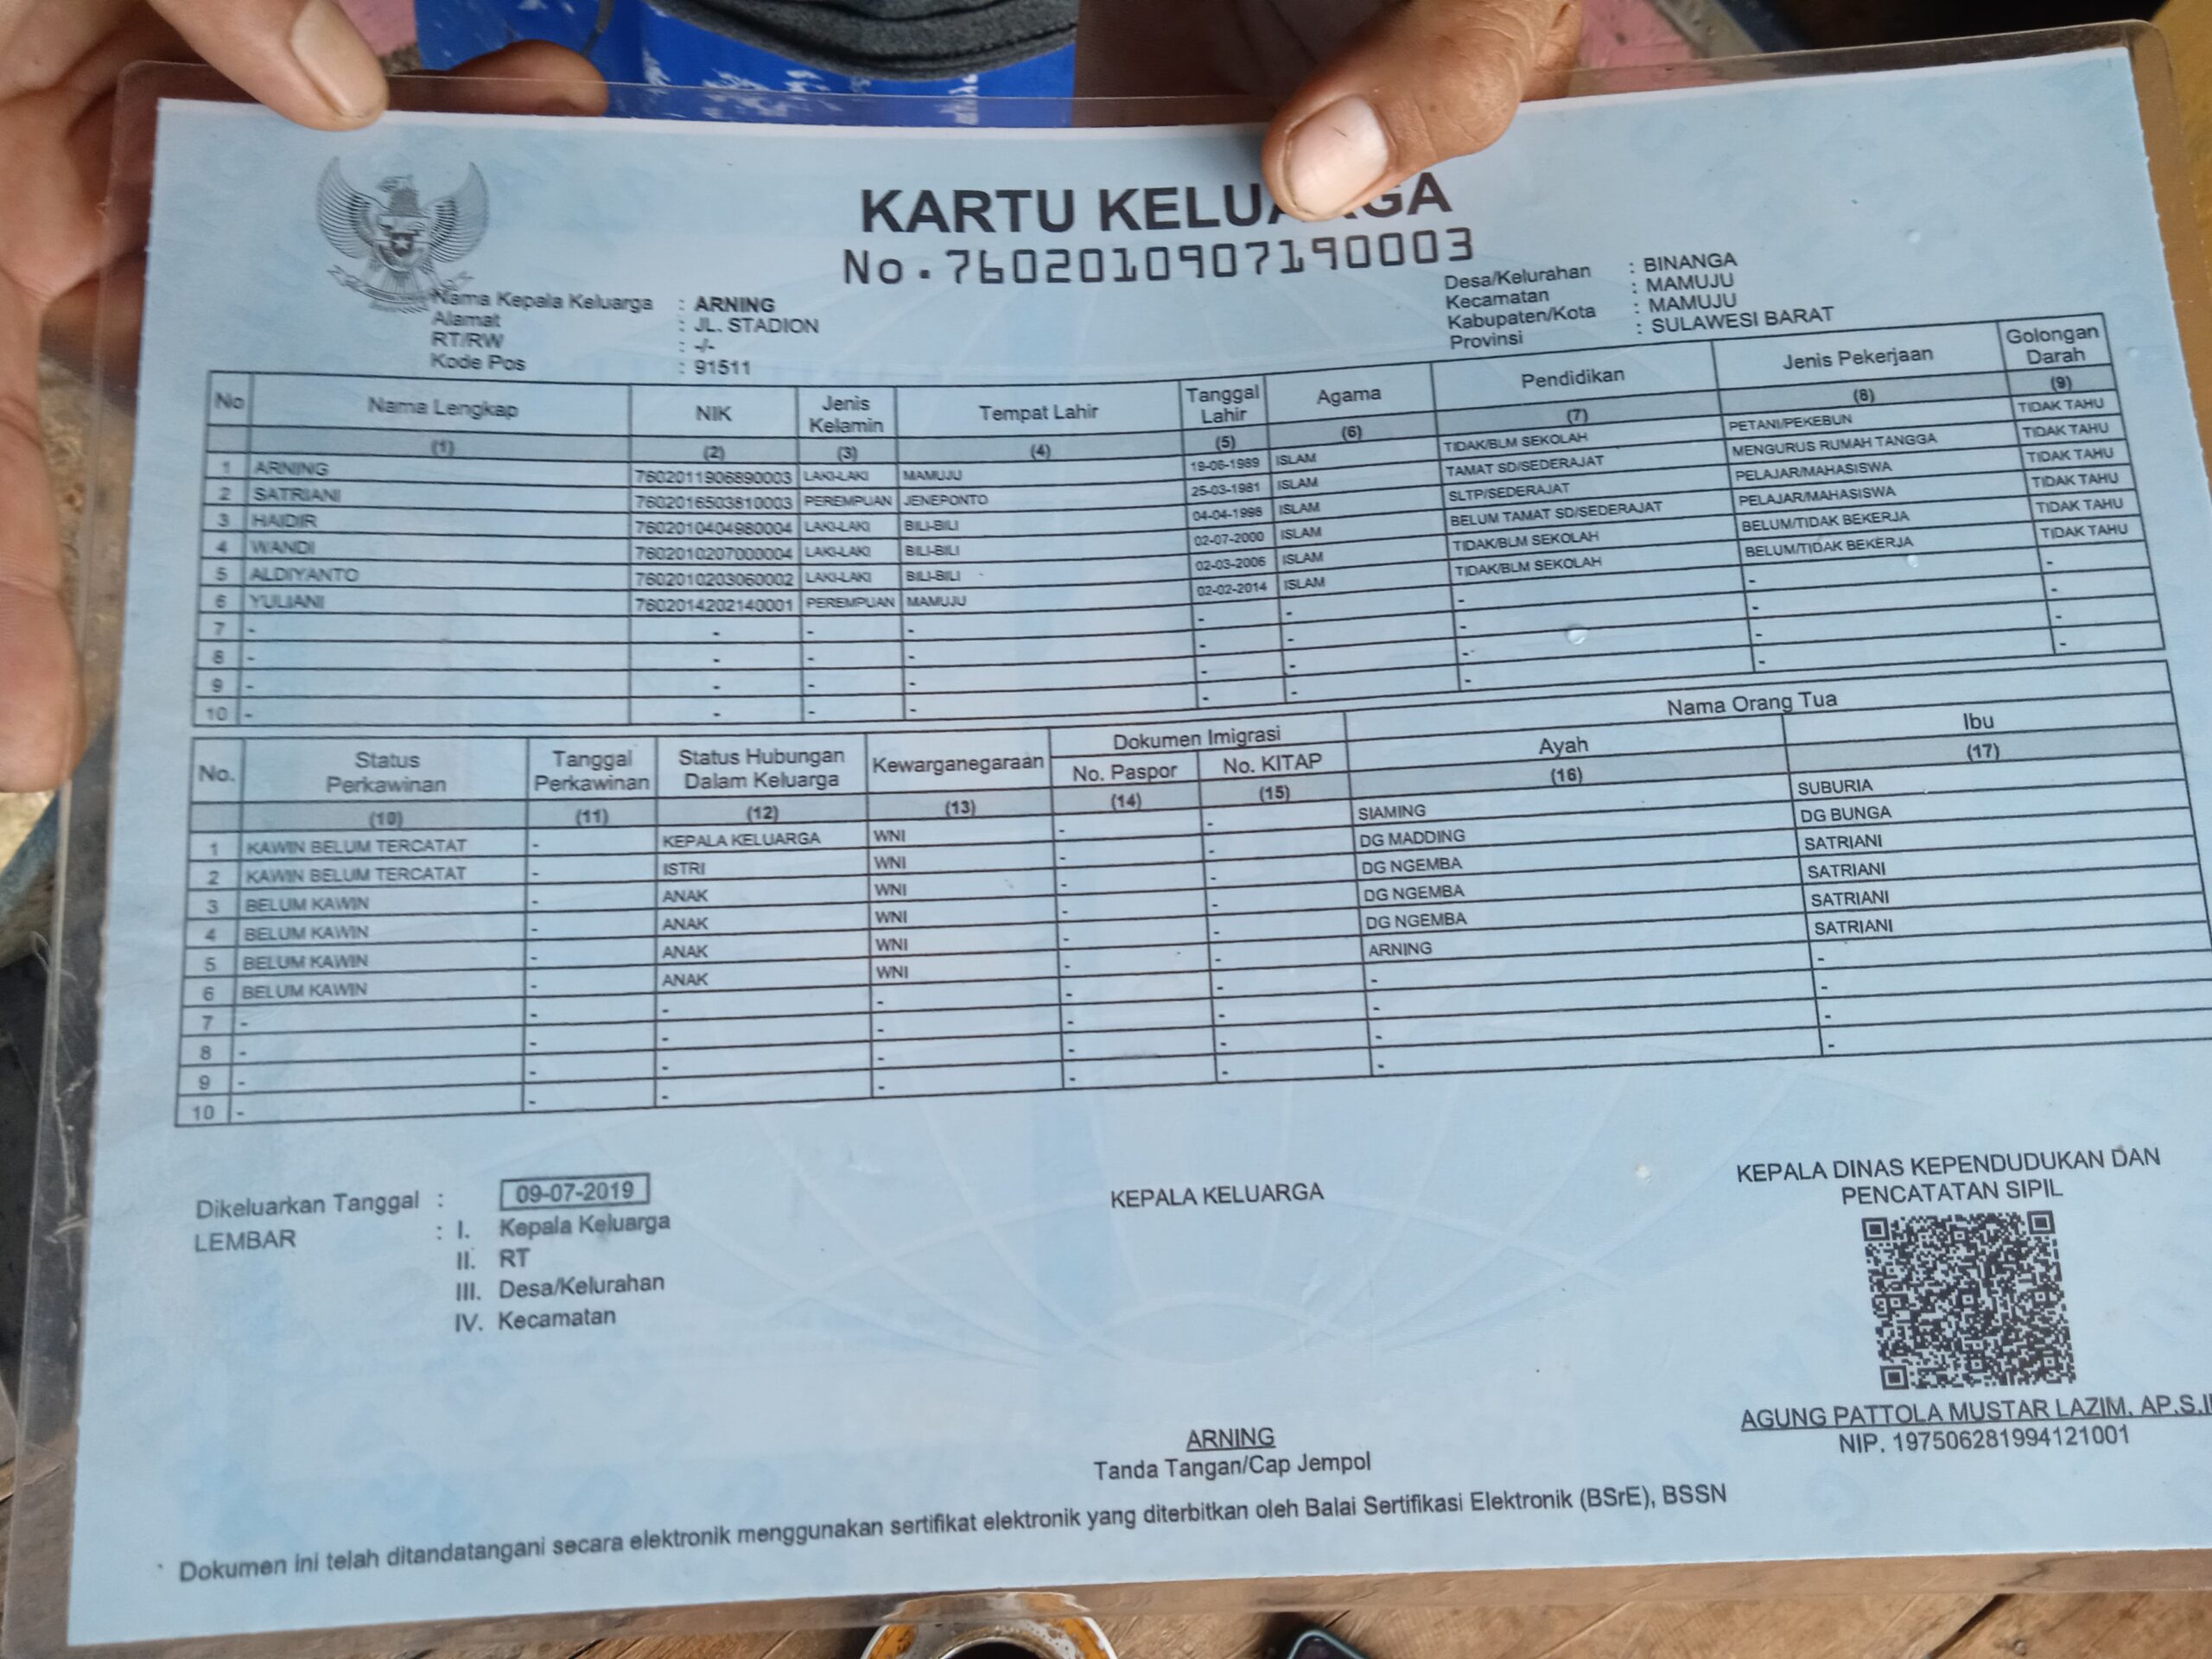 KARTU KELUARGA
No. 7602010907190003
Nama Kepala Keluarga : ARNING
Alamat : JL. STADION
RT/RW : -/-
Kode Pos : 91511
Desa/Kelurahan : BINANGA
Kecamatan : MAMUJU
Kabupaten/Kota : MAMUJU
Provinsi : SULAWESI BARAT
No Nama Lengkap NIK Jenis Kelamin Tempat Lahir Tanggal Lahir Agama Pendidikan Jenis Pekerjaan Golongan Darah
(1) (2) (3) (4) (5) (6) (7) (8) (9)
1 ARNING 7602011906890003 LAKI-LAKI MAMUJU 19-06-1989 ISLAM TIDAK/BLM SEKOLAH PETANI/PEKEBUN TIDAK TAHU
2 SATRIANI 7602016503810003 PEREMPUAN JENEPONTO 25-03-1981 ISLAM TAMAT SD/SEDERAJAT MENGURUS RUMAH TANGGA TIDAK TAHU
3 HAIDIR 7602010404980004 LAKI-LAKI BILI-BILI 04-04-1998 ISLAM SLTP/SEDERAJAT PELAJAR/MAHASISWA TIDAK TAHU
4 WANDI 7602010207000004 LAKI-LAKI BILI-BILI 02-07-2000 ISLAM BELUM TAMAT SD/SEDERAJAT PELAJAR/MAHASISWA TIDAK TAHU
5 ALDIYANTO 7602010203060002 LAKI-LAKI BILI-BILI 02-03-2006 ISLAM TIDAK/BLM SEKOLAH BELUM/TIDAK BEKERJA TIDAK TAHU
6 YULIANI 7602014202140001 PEREMPUAN MAMUJU 02-02-2014 ISLAM TIDAK/BLM SEKOLAH BELUM/TIDAK BEKERJA TIDAK TAHU
7 - - - - - - - - -
8 - - - - - - - - -
9 - - - - - - - - -
10 - - - - - - - - -
No. Status Perkawinan Tanggal Perkawinan Status Hubungan Dalam Keluarga Kewarganegaraan Dokumen Imigrasi Nama Orang Tua
No. Paspor No. KITAP Ayah Ibu
(10) (11) (12) (13) (14) (15) (16) (17)
1 KAWIN BELUM TERCATAT - KEPALA KELUARGA WNI - - SIAMING SUBURIA
2 KAWIN BELUM TERCATAT - ISTRI WNI - - DG MADDING DG BUNGA
3 BELUM KAWIN - ANAK WNI - - DG NGEMBA SATRIANI
4 BELUM KAWIN - ANAK WNI - - DG NGEMBA SATRIANI
5 BELUM KAWIN - ANAK WNI - - DG NGEMBA SATRIANI
6 BELUM KAWIN - ANAK WNI - - ARNING SATRIANI
7 - - - - - - - -
8 - - - - - - - -
9 - - - - - - - -
10 - - - - - - - -
Dikeluarkan Tanggal : 09-07-2019
LEMBAR : I. Kepala Keluarga
II. RT
III. Desa/Kelurahan
IV. Kecamatan
KEPALA KELUARGA
ARNING
Tanda Tangan/Cap Jempol
KEPALA DINAS KEPENDUDUKAN DAN
PENCATATAN SIPIL
AGUNG PATTOLA MUSTAR LAZIM, AP.S.I
NIP. 197506281994121001
Dokumen ini telah ditandatangani secara elektronik menggunakan sertifikat elektronik yang diterbitkan oleh Balai Sertifikasi Elektronik (BSrE), BSSN